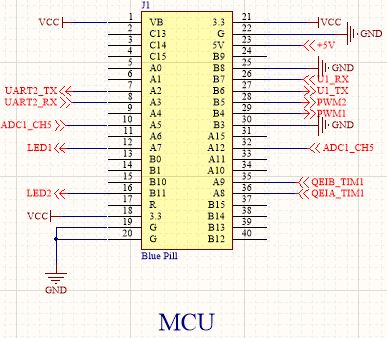 J1
VCC 1 VB 3.3 21 VCC
2 C13 G 22 GND
3 C14 5V 23 +5V
4 C15 B9 24
5 A0 B8 25 GND
6 A1 B7 26 U1_RX
UART2_TX 7 A2 B6 27 U1_TX
UART2_RX 8 A3 B5 28 PWM2
9 A4 B4 29 PWM1
ADC1_CH5 10 A5 B3 30 GND
11 A6 A15 31
LED1 12 A7 A12 32 ADC1_CH5
13 B0 A11 33
14 B1 A10 34
15 B10 A9 35 QEIB_TIM1
LED2 16 B11 A8 36 QEIA_TIM1
17 R B15 37
VCC 18 3.3 B14 38
19 G B13 39
20 G B12 40
Blue Pill
GND
MCU